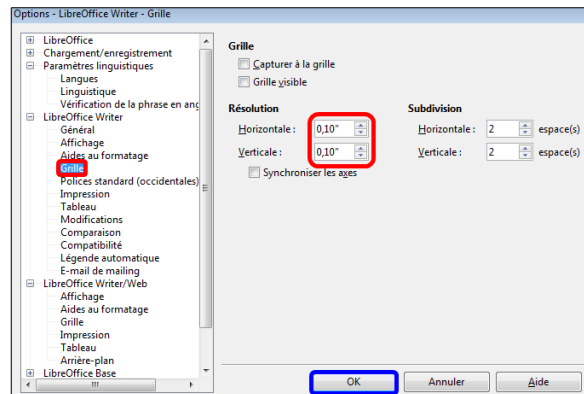 Options - LibreOffice Writer - Grille
LibreOffice
Chargement/enregistrement
Paramètres linguistiques
Langues
Linguistique
Vérification de la phrase en ang
LibreOffice Writer
Général
Affichage
Aides au formatage
Grille
Polices standard (occidentales)
Impression
Tableau
Modifications
Comparaison
Compatibilité
Légende automatique
E-mail de mailing
LibreOffice Writer/Web
Affichage
Aides au formatage
Grille
Impression
Tableau
Arrière-plan
LibreOffice Base
Grille
Capturer à la grille
Grille visible
Résolution
Horizontale : 0,10"
Verticale : 0,10"
Synchroniser les axes
Subdivision
Horizontale : 2 espace(s)
Verticale : 2 espace(s)
OK Annuler Aide